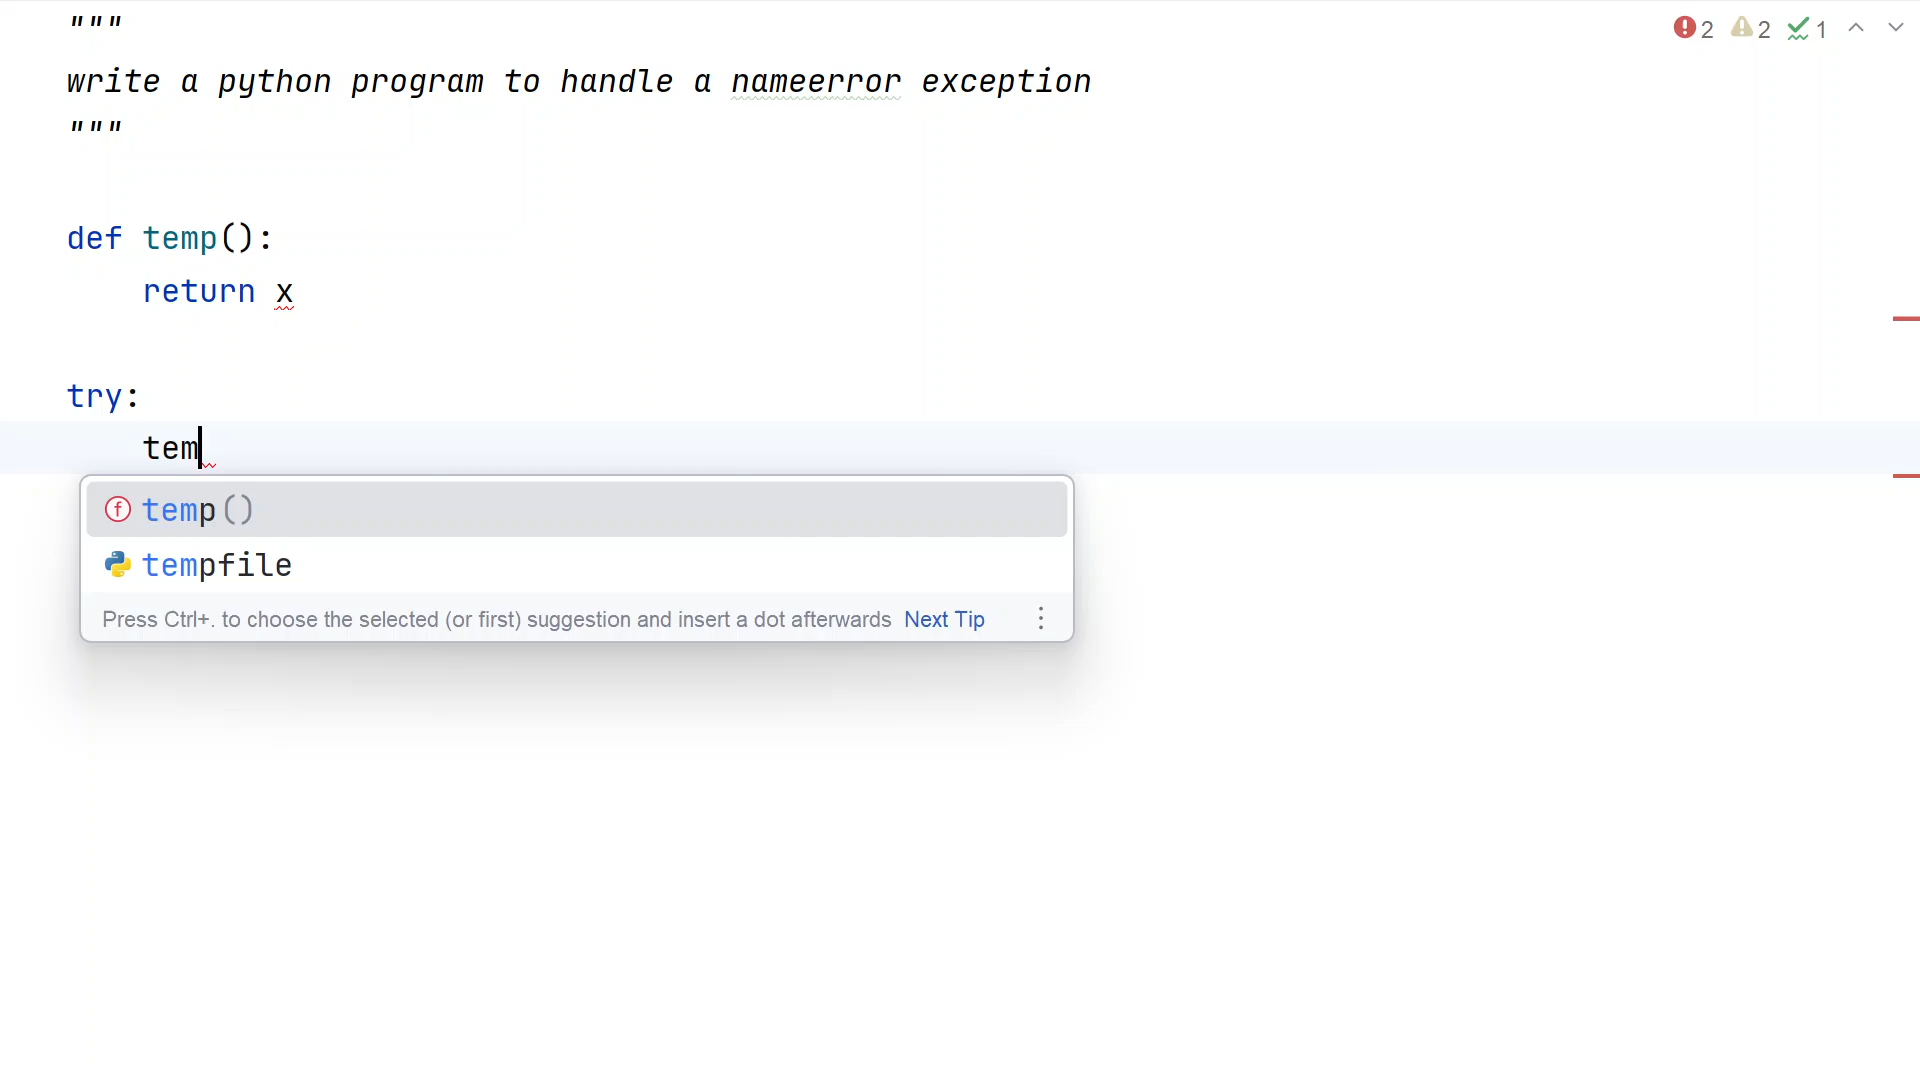 """
2 2 1
write a python program to handle a nameerror exception
"""
def temp():
return x
try:
tem
temp()
tempfile
Press Ctrl+. to choose the selected (or first) suggestion and insert a dot afterwards Next Tip